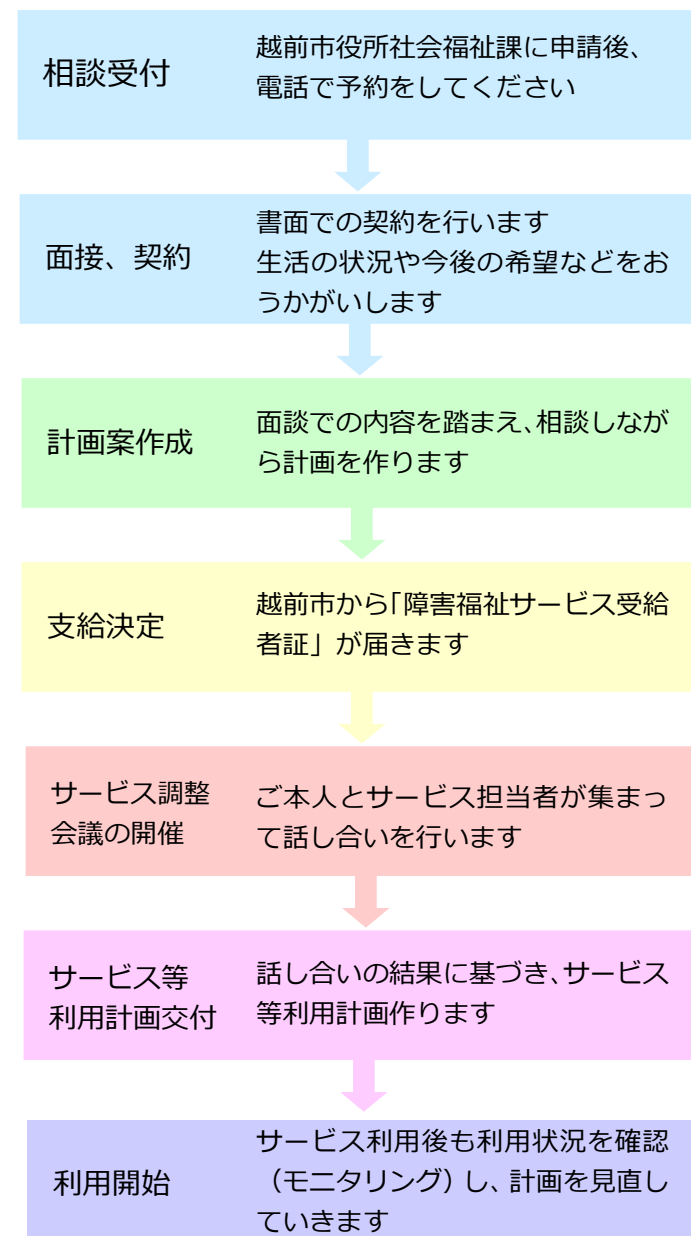 相談受付
越前市役所社会福祉課に申請後、
電話で予約をしてください
面接、契約
書面での契約を行います
生活の状況や今後の希望などをお
うかがいします
計画案作成
面談での内容を踏まえ、相談しなが
ら計画を作ります
支給決定
越前市から「障害福祉サービス受給
者証」が届きます
サービス調整
会議の開催
ご本人とサービス担当者が集まっ
て話し合いを行います
サービス等
利用計画交付
話し合いの結果に基づき、サービス
等利用計画作ります
利用開始
サービス利用後も利用状況を確認
（モニタリング）し、計画を見直し
ていきます